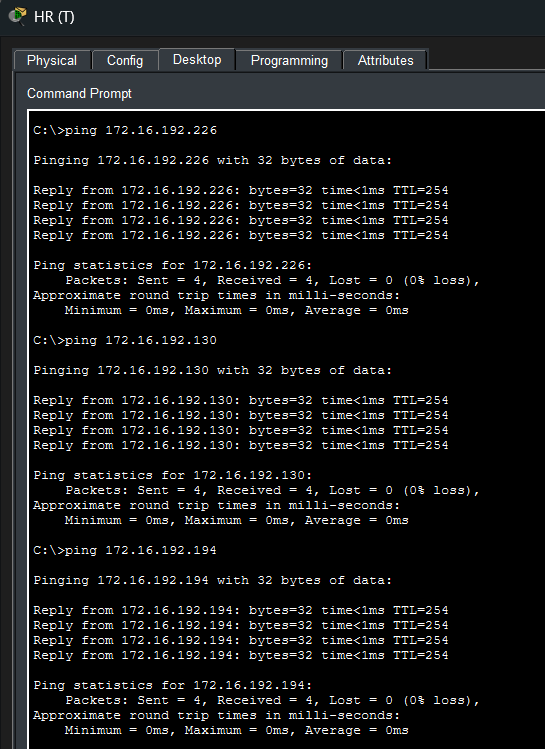 HR (T)
Physical Config Desktop Programming Attributes
Command Prompt
C:\>ping 172.16.192.226
Pinging 172.16.192.226 with 32 bytes of data:
Reply from 172.16.192.226: bytes=32 time<1ms TTL=254
Reply from 172.16.192.226: bytes=32 time<1ms TTL=254
Reply from 172.16.192.226: bytes=32 time<1ms TTL=254
Reply from 172.16.192.226: bytes=32 time<1ms TTL=254
Ping statistics for 172.16.192.226:
Packets: Sent = 4, Received = 4, Lost = 0 (0% loss),
Approximate round trip times in milli-seconds:
Minimum = 0ms, Maximum = 0ms, Average = 0ms
C:\>ping 172.16.192.130
Pinging 172.16.192.130 with 32 bytes of data:
Reply from 172.16.192.130: bytes=32 time<1ms TTL=254
Reply from 172.16.192.130: bytes=32 time<1ms TTL=254
Reply from 172.16.192.130: bytes=32 time<1ms TTL=254
Reply from 172.16.192.130: bytes=32 time<1ms TTL=254
Ping statistics for 172.16.192.130:
Packets: Sent = 4, Received = 4, Lost = 0 (0% loss),
Approximate round trip times in milli-seconds:
Minimum = 0ms, Maximum = 0ms, Average = 0ms
C:\>ping 172.16.192.194
Pinging 172.16.192.194 with 32 bytes of data:
Reply from 172.16.192.194: bytes=32 time<1ms TTL=254
Reply from 172.16.192.194: bytes=32 time<1ms TTL=254
Reply from 172.16.192.194: bytes=32 time<1ms TTL=254
Reply from 172.16.192.194: bytes=32 time<1ms TTL=254
Ping statistics for 172.16.192.194:
Packets: Sent = 4, Received = 4, Lost = 0 (0% loss),
Approximate round trip times in milli-seconds:
Minimum = 0ms, Maximum = 0ms, Average = 0ms